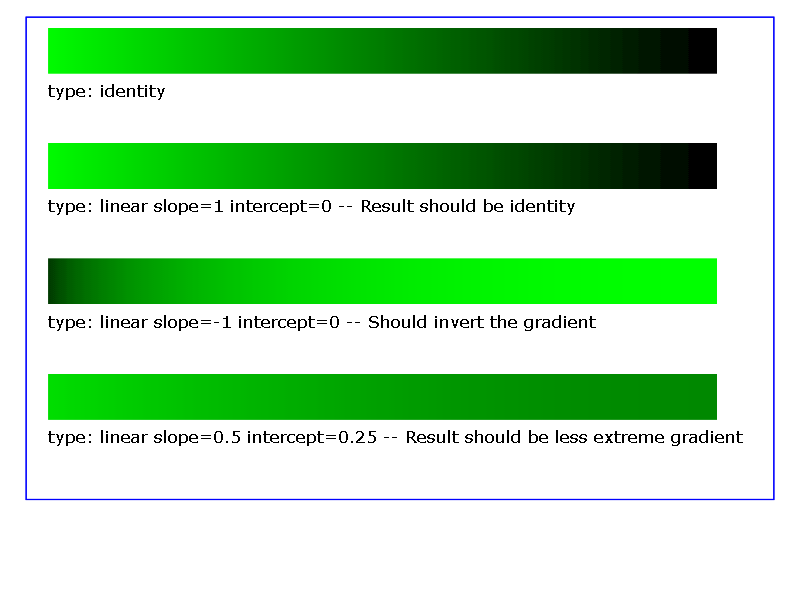 type: identity
type: linear slope=1 intercept=0 -- Result should be identity
type: linear slope=-1 intercept=0 -- Should invert the gradient
type: linear slope=0.5 intercept=0.25 -- Result should be less extreme gradient